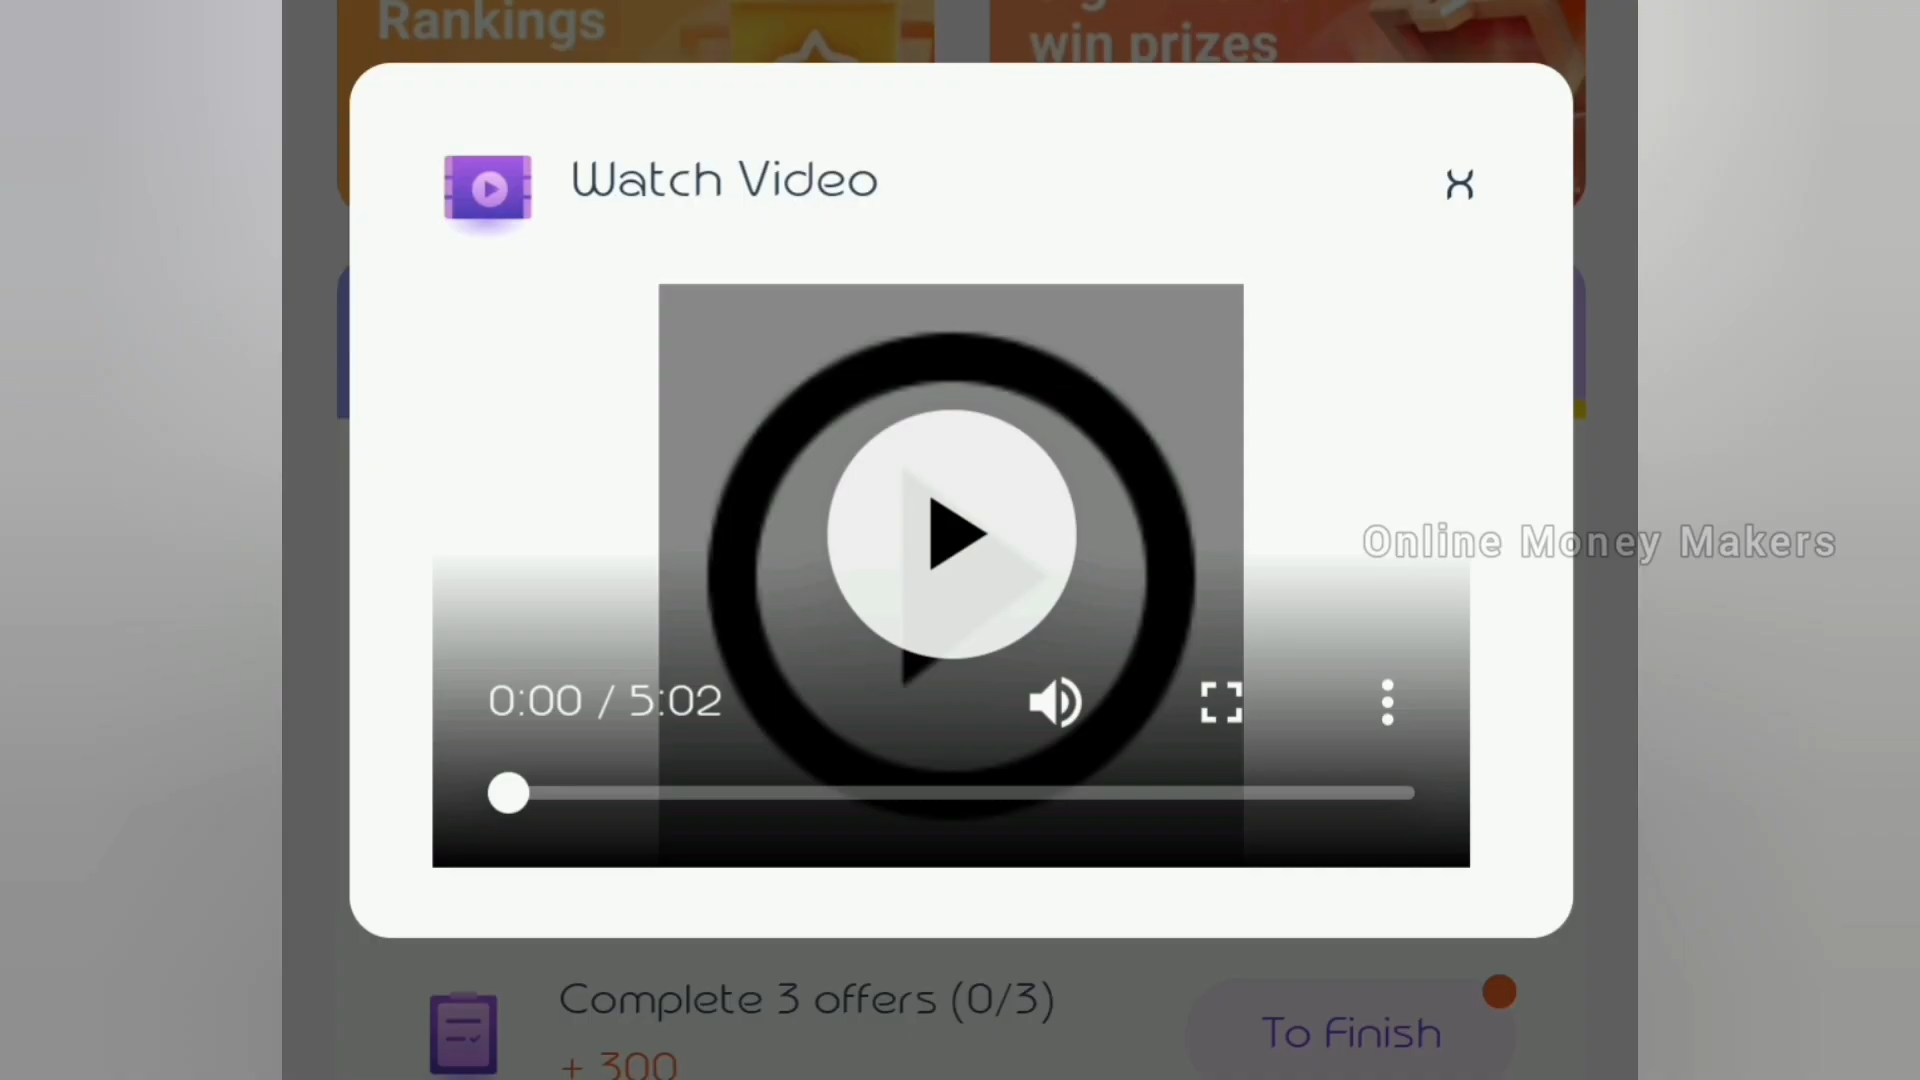 Rankings
win prizes
Watch Video
Online Money Makers
0:00 / 5:02
Complete 3 offers (0/3)
To Finish
+ 300